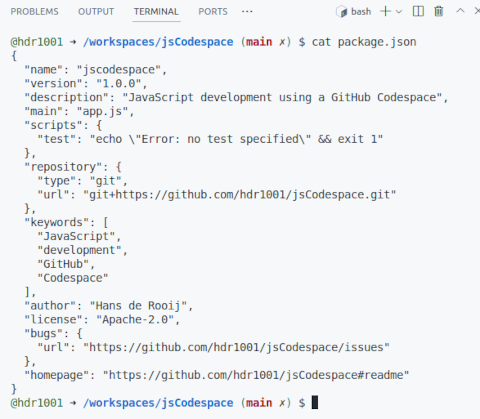 PROBLEMS OUTPUT TERMINAL PORTS ··· bash
@hdr1001 → /workspaces/jsCodespace (main ✗) $ cat package.json
{
  "name": "jscodespace",
  "version": "1.0.0",
  "description": "JavaScript development using a GitHub Codespace",
  "main": "app.js",
  "scripts": {
    "test": "echo \"Error: no test specified\" && exit 1"
  },
  "repository": {
    "type": "git",
    "url": "git+https://github.com/hdr1001/jsCodespace.git"
  },
  "keywords": [
    "JavaScript",
    "development",
    "GitHub",
    "Codespace"
  ],
  "author": "Hans de Rooij",
  "license": "Apache-2.0",
  "bugs": {
    "url": "https://github.com/hdr1001/jsCodespace/issues"
  },
  "homepage": "https://github.com/hdr1001/jsCodespace#readme"
}
@hdr1001 → /workspaces/jsCodespace (main ✗) $